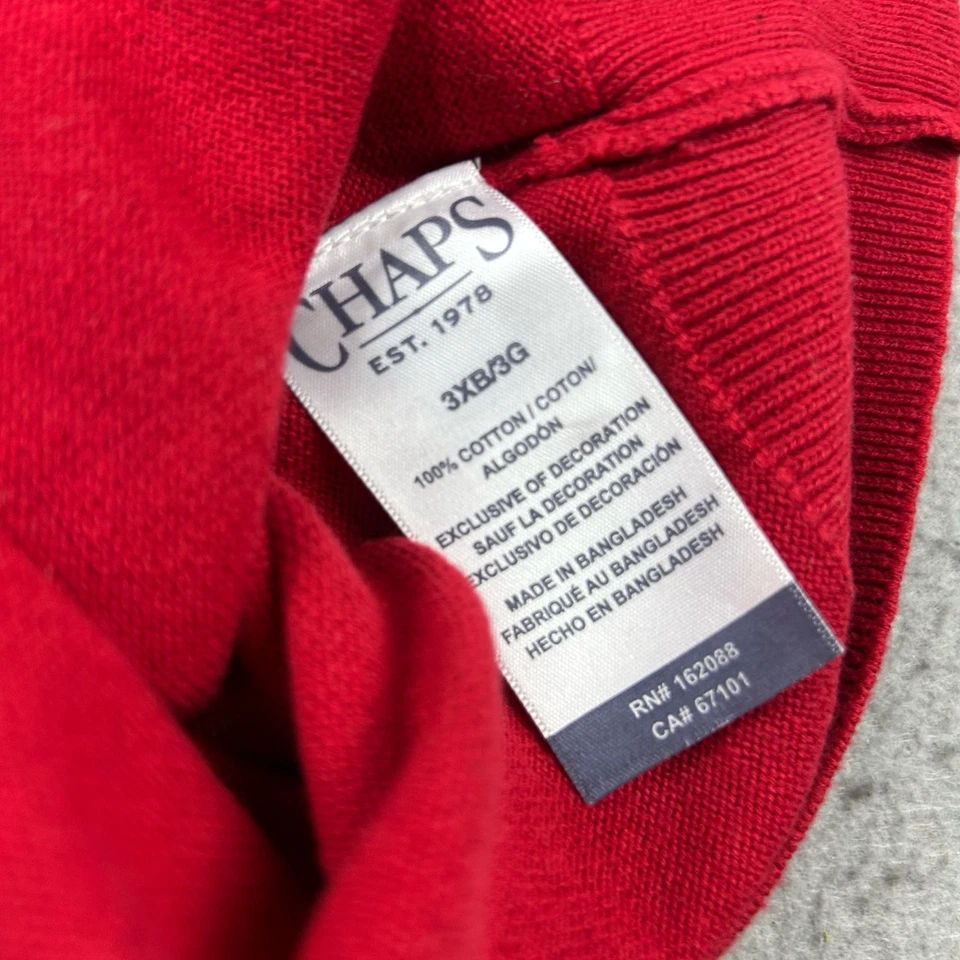 CHAPS
EST. 1978
3XB/3G
100% COTTON / COTON/
ALGODÓN
EXCLUSIVE OF DECORATION
SAUF LA DECORATION
EXCLUSIVO DE DECORACIÓN
MADE IN BANGLADESH
FABRIQUÉ AU BANGLADESH
HECHO EN BANGLADESH
RN# 162088
CA# 67101